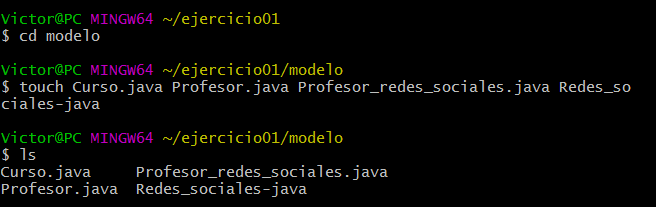 Victor@PC MINGW64 ~/ejercicio01
$ cd modelo
Victor@PC MINGW64 ~/ejercicio01/modelo
$ touch Curso.java Profesor.java Profesor_redes_sociales.java Redes_so
ciales-java
Victor@PC MINGW64 ~/ejercicio01/modelo
$ ls
Curso.java     Profesor_redes_sociales.java
Profesor.java  Redes_sociales-java